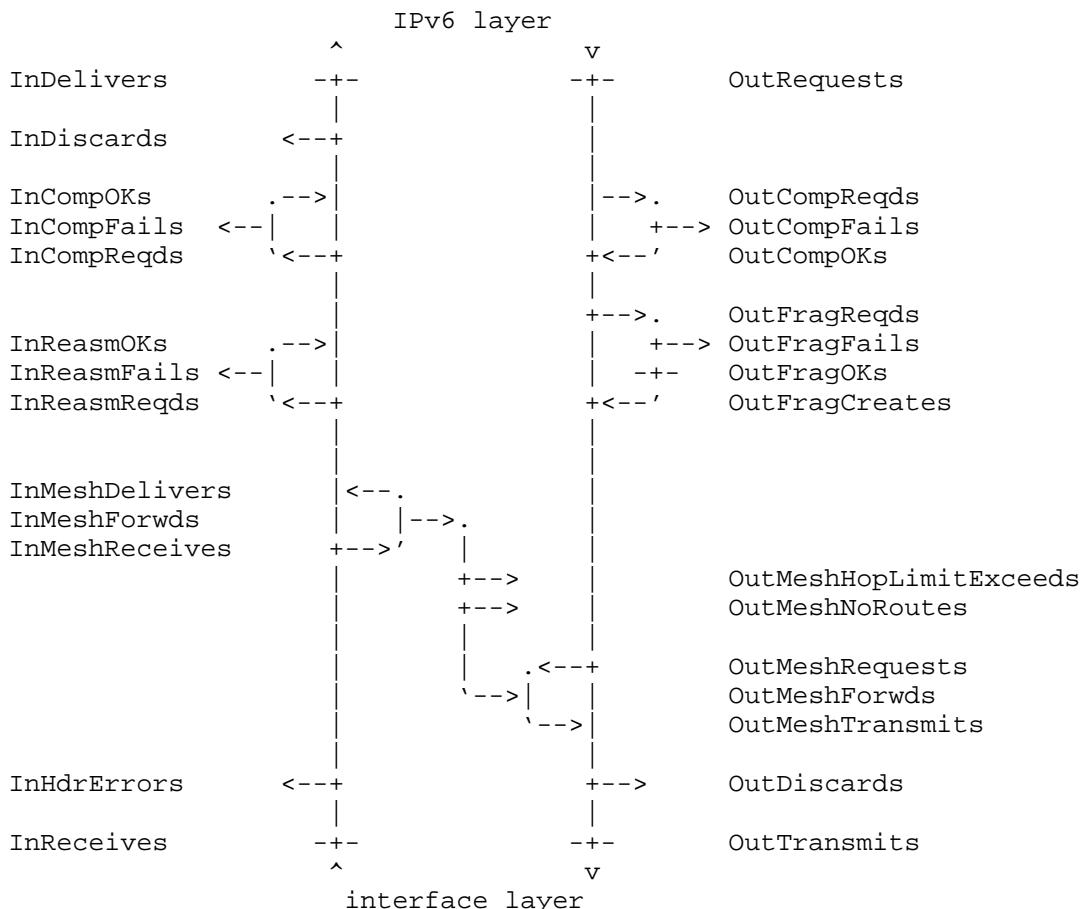 IPv6 layer
InDelivers OutRequests
InDiscards
InCompOKs OutCompReqds
InCompFails OutCompFails
InCompReqds OutCompOKs
OutFragReqds
InReasmOKs OutFragFails
InReasmFails OutFragOKs
InReasmReqds OutFragCreates
InMeshDelivers
InMeshForwds
InMeshReceives
OutMeshHopLimitExceeds
OutMeshNoRoutes
OutMeshRequests
OutMeshForwds
OutMeshTransmits
InHdrErrors OutDiscards
InReceives OutTransmits
interface layer